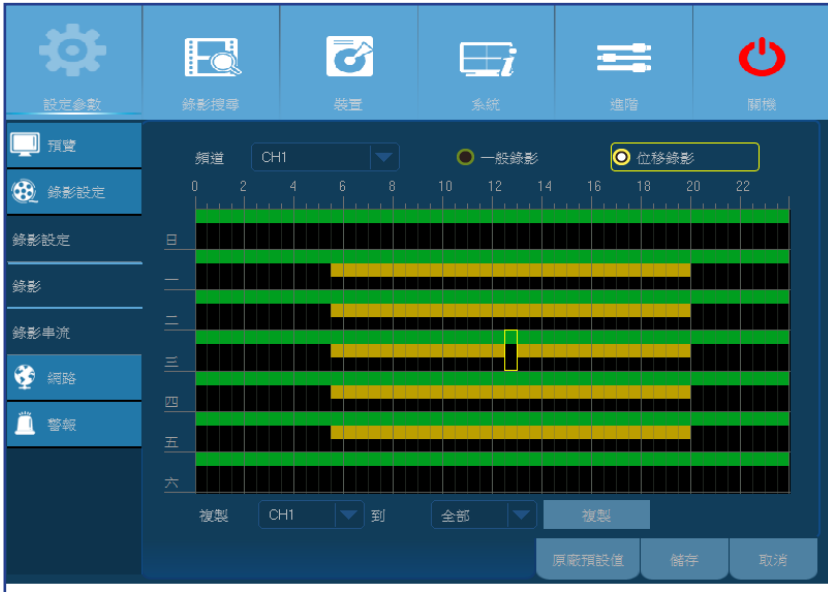 設定參數 錄影搜尋 裝置 系統 進階 關機
預覽
頻道 CH1 一般錄影 位移錄影
錄影設定
0 2 4 6 8 10 12 14 16 18 20 22
錄影設定
日
錄影
一
二
錄影串流
三
網路
四
警報
五
六
複製 CH1 到 全部 複製
原廠預設值 儲存 取消